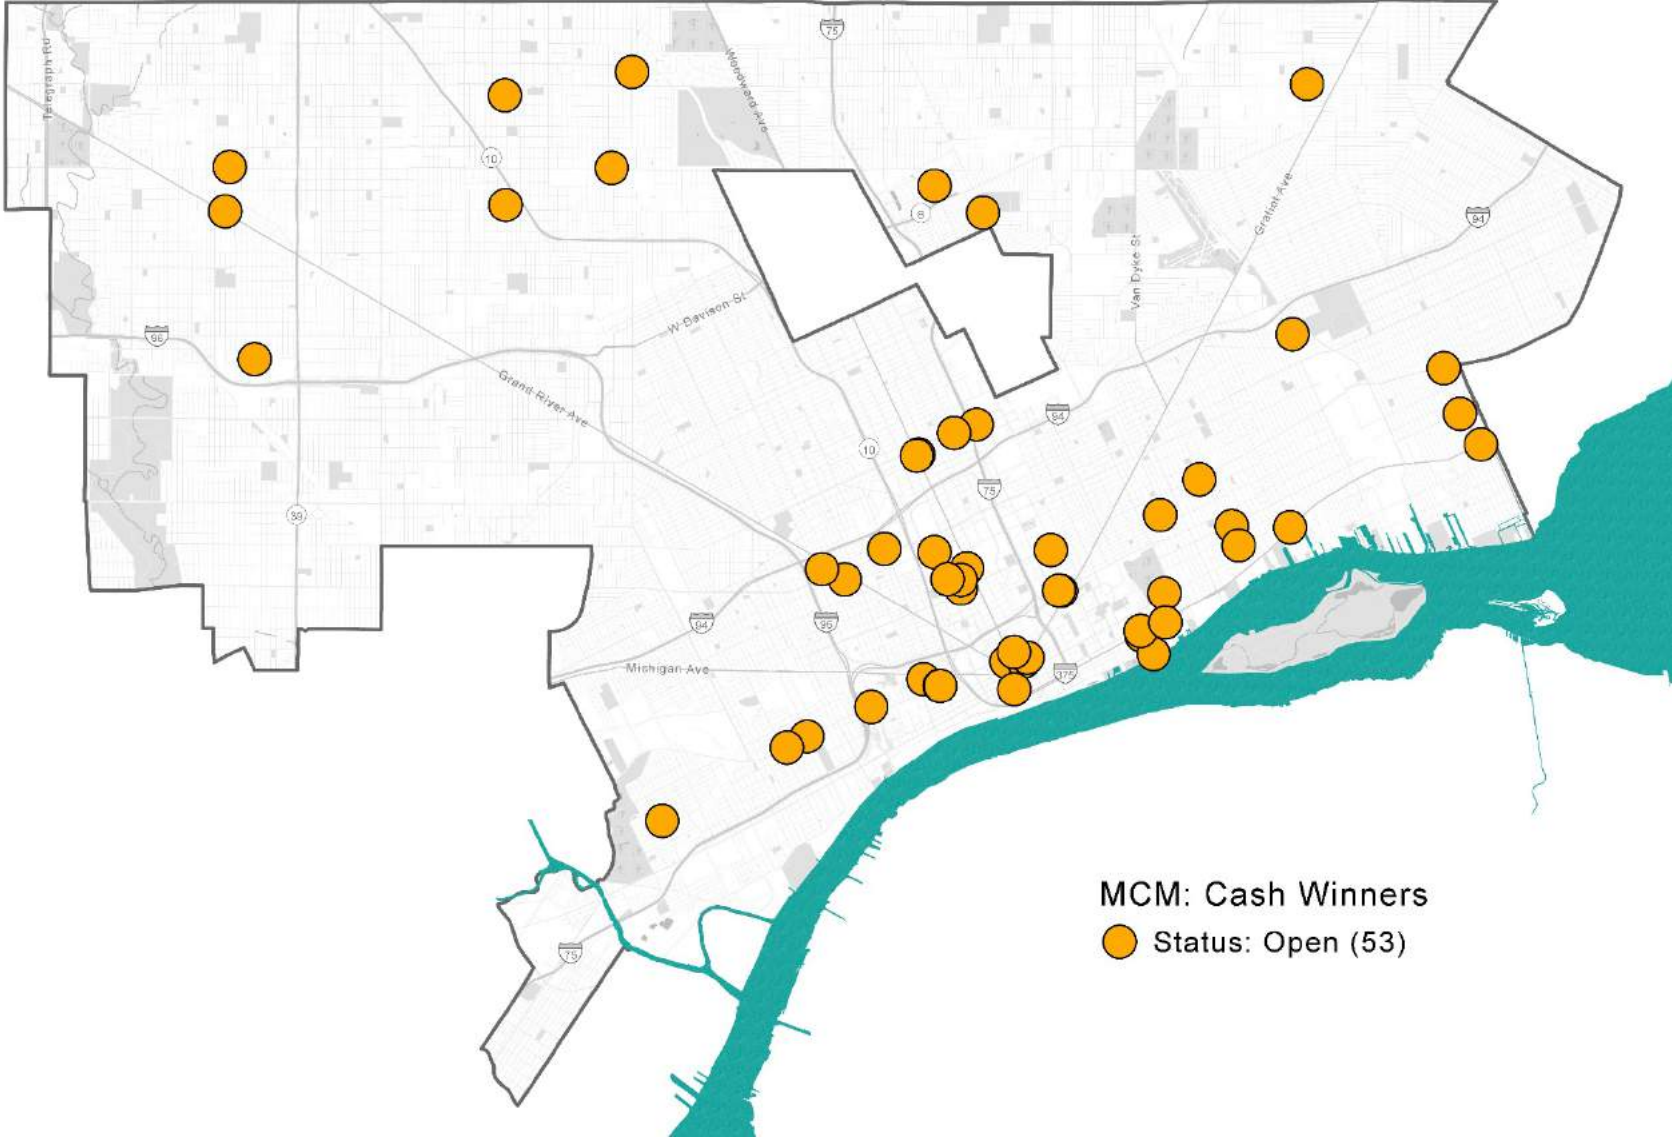 75
Telegraph Rd
Woodward Ave
10
8
Gratiot Ave
94
Van Dyke St
W Davison St
96
Grand River Ave
94
10
75
39
94
96
Michigan Ave
375
MCM: Cash Winners
Status: Open (53)
75